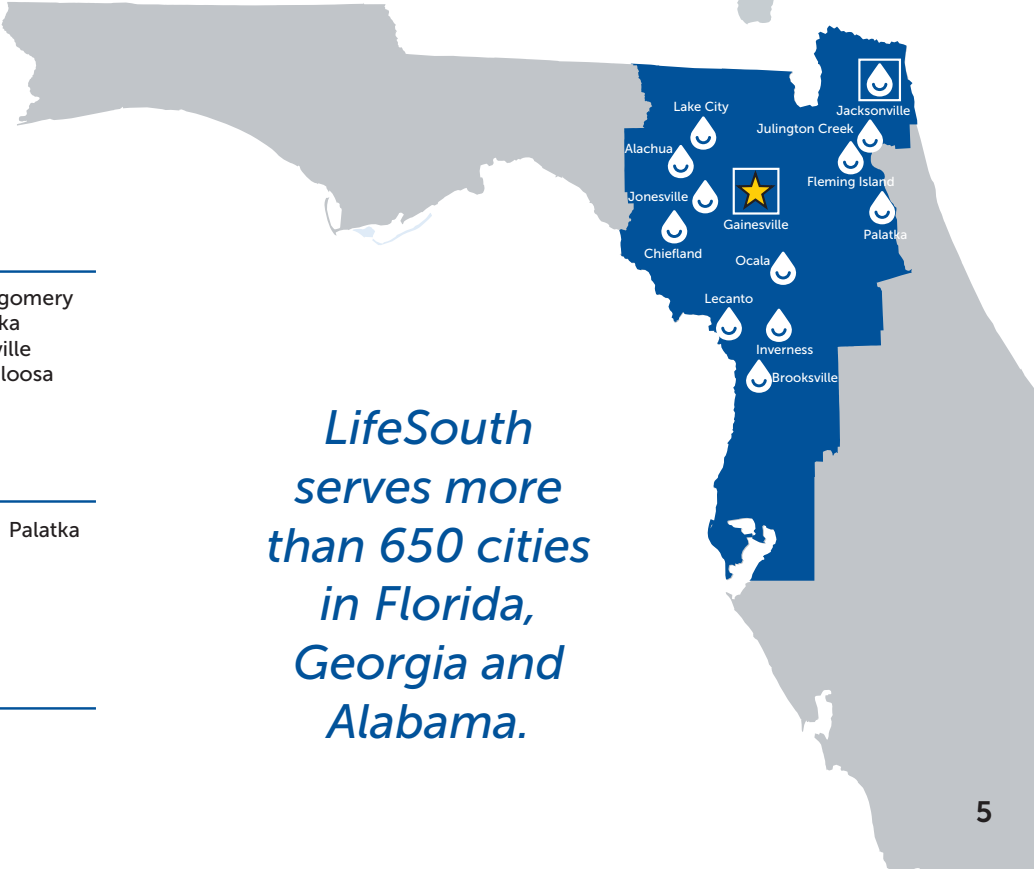 Jacksonville
Lake City
Julington Creek
Alachua
Fleming Island
Jonesville
Gainesville
Palatka
Chiefland
Ocala
Lecanto
Inverness
Brooksville
gomery
ka
ville
loosa
Palatka
LifeSouth
serves more
than 650 cities
in Florida,
Georgia and
Alabama.
5